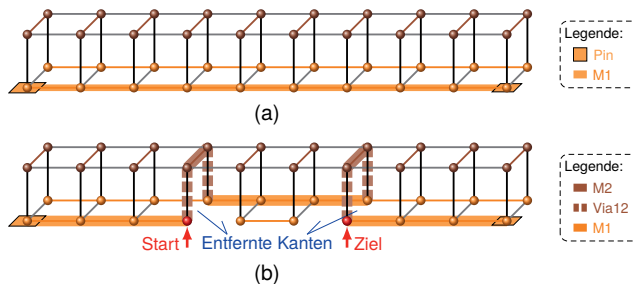 Legende:
Pin
M1
(a)
Legende:
M2
Via12
M1
Start
Entfernte Kanten
Ziel
(b)